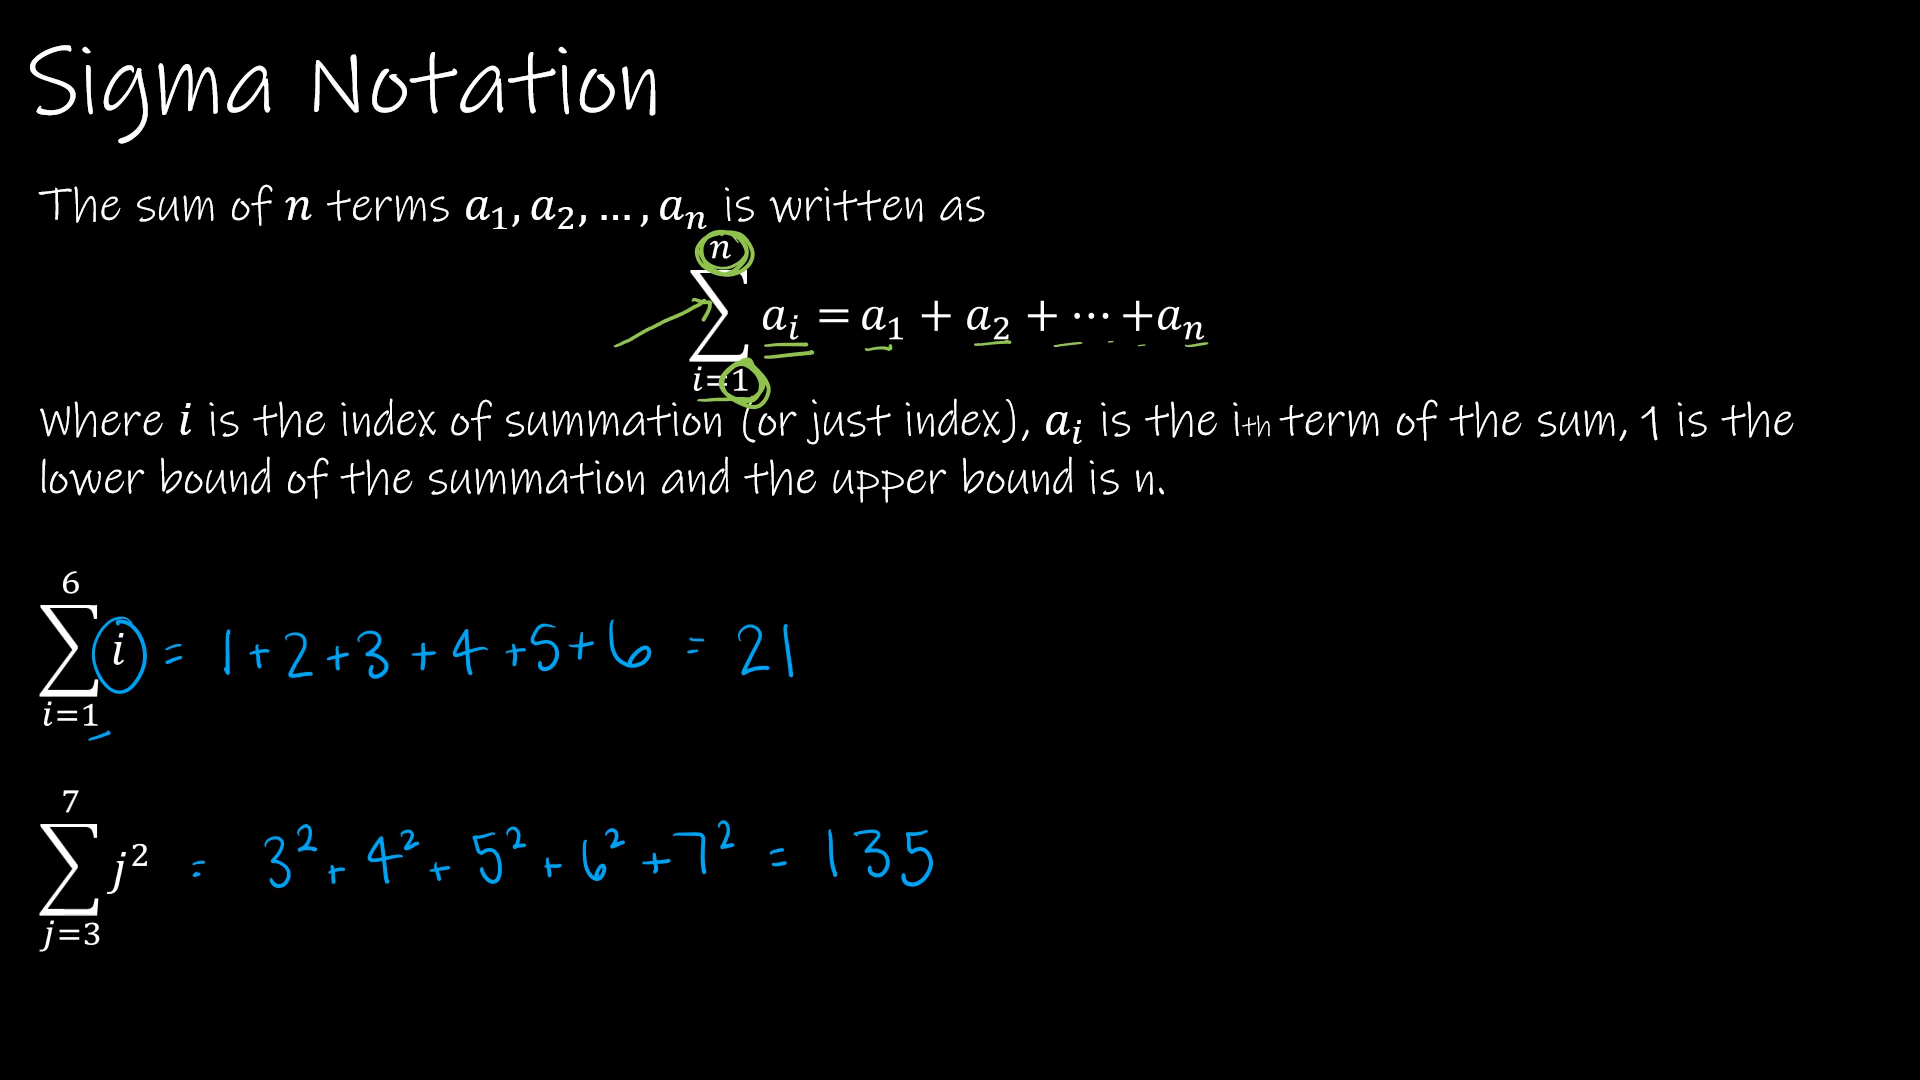 Sigma Notation
The sum of n terms a₁, a₂, …, aₙ is written as
n
∑ aᵢ = a₁ + a₂ + ⋯ + aₙ
i=1
where i is the index of summation (or just index), aᵢ is the ith term of the sum, 1 is the
lower bound of the summation and the upper bound is n.
6
∑ i = 1 + 2 + 3 + 4 + 5 + 6 = 21
i=1
7
∑ j² = 3² + 4² + 5² + 6² + 7² = 135
j=3